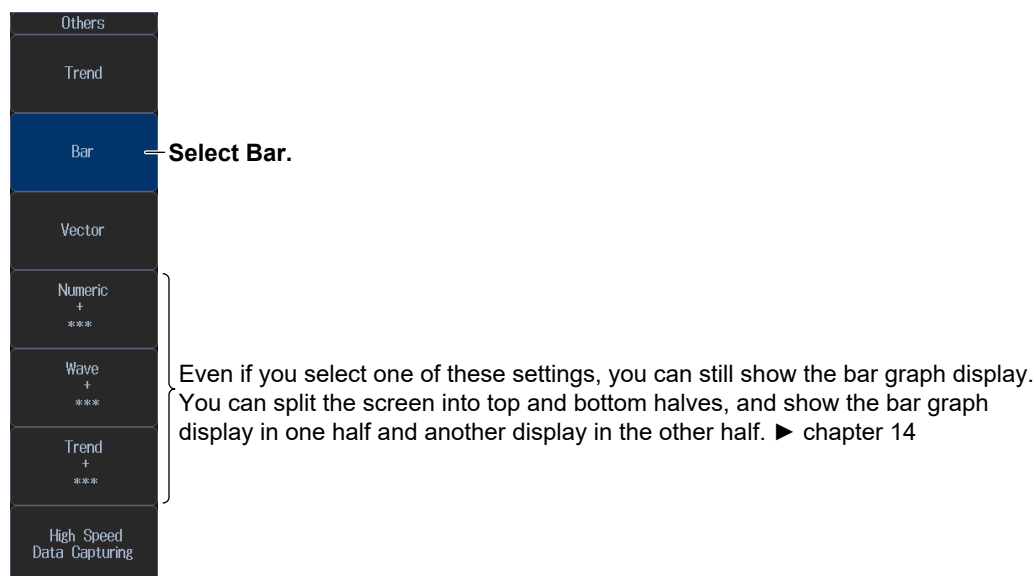 Others
Trend
Bar
Select Bar.
Vector
Numeric
+
***
Wave
+
***
Trend
+
***
Even if you select one of these settings, you can still show the bar graph display.
You can split the screen into top and bottom halves, and show the bar graph
display in one half and another display in the other half. ► chapter 14
High Speed
Data Capturing